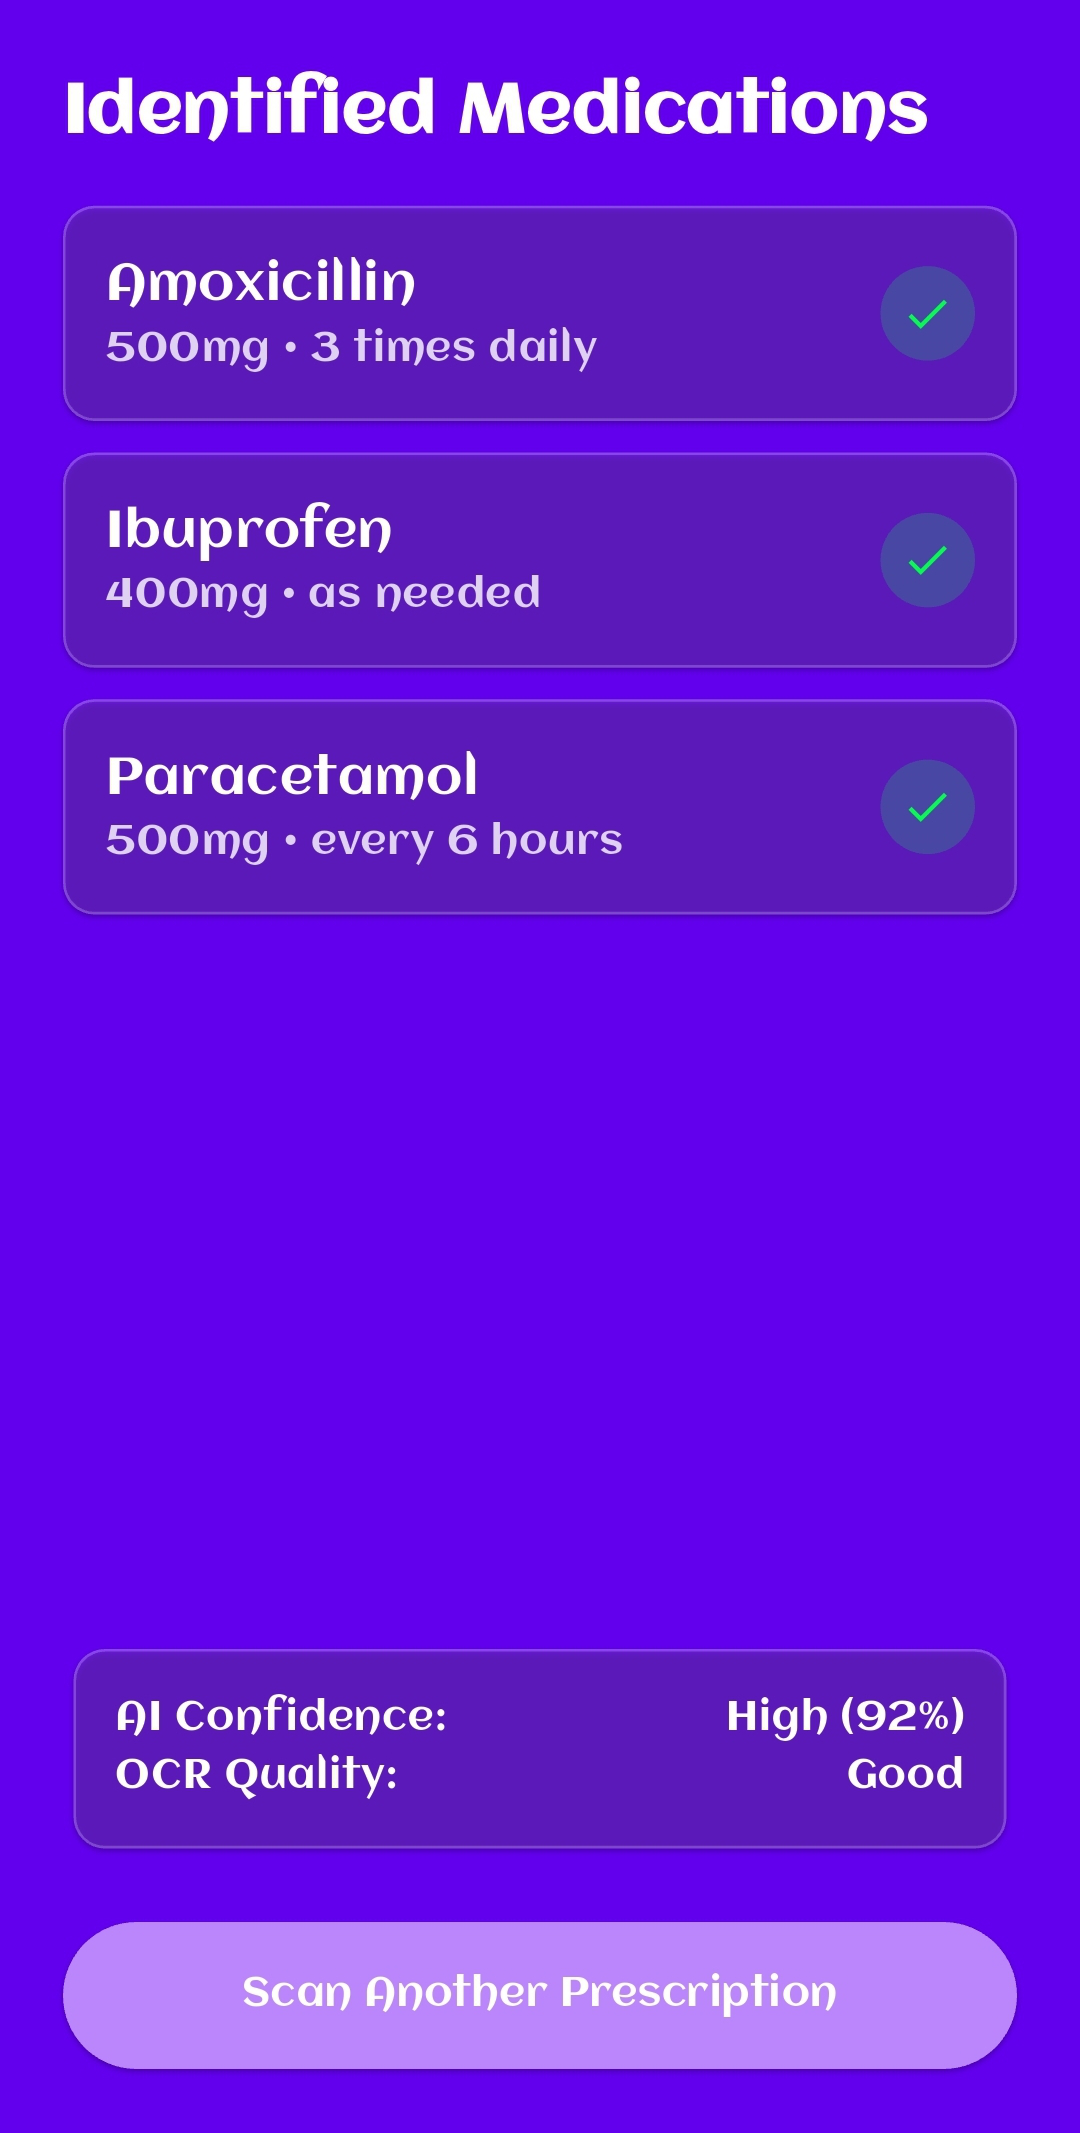 Identified Medications
Amoxicillin
500mg • 3 times daily
Ibuprofen
400mg • as needed
Paracetamol
500mg • every 6 hours
AI Confidence: High (92%)
OCR Quality: Good
Scan Another Prescription